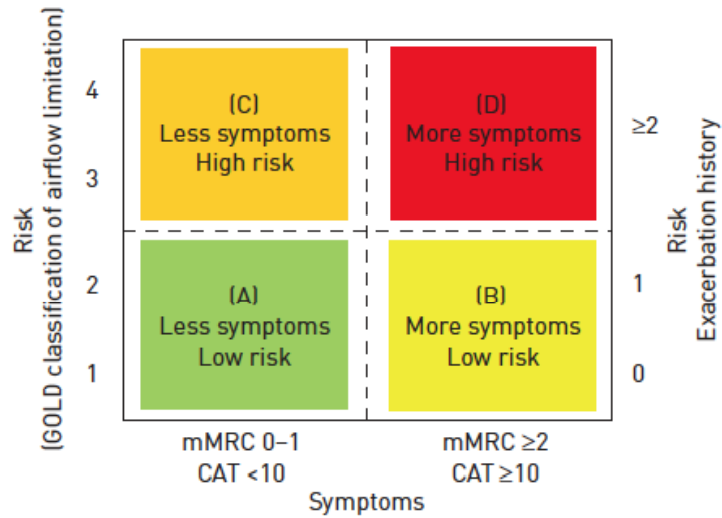 Risk
(GOLD classification of airflow limitation)
4
3
2
1
(C)
Less symptoms
High risk
(D)
More symptoms
High risk
(A)
Less symptoms
Low risk
(B)
More symptoms
Low risk
≥2
1
0
Risk
Exacerbation history
mMRC 0–1
CAT <10
mMRC ≥2
CAT ≥10
Symptoms